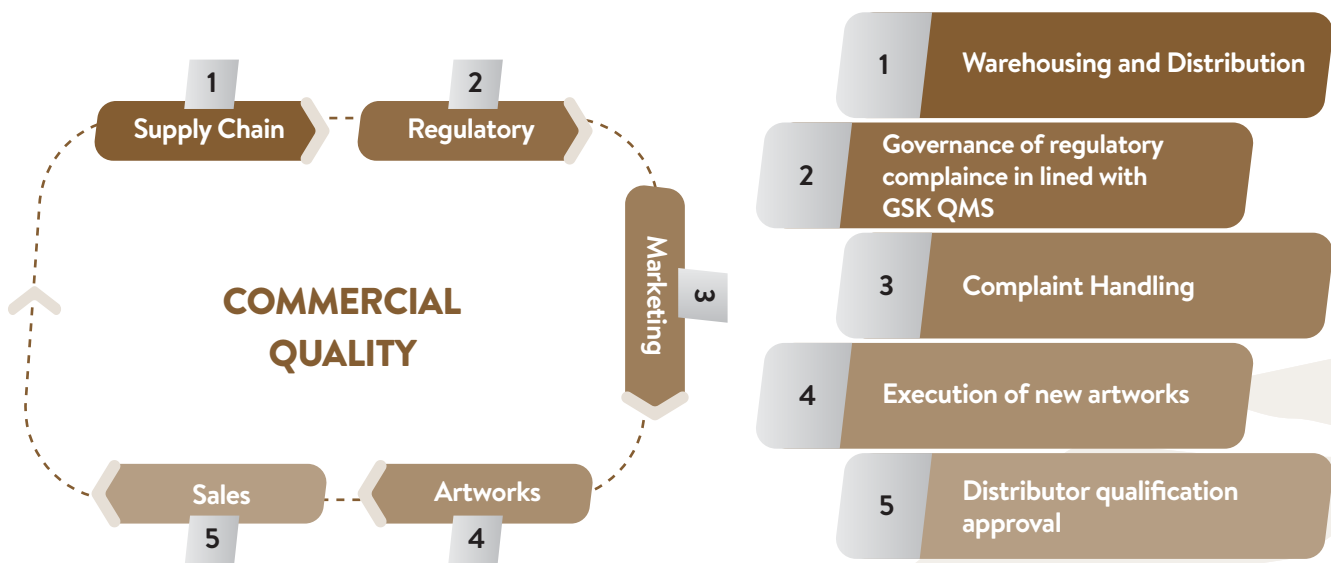 1
Supply Chain
2
Regulatory
3
Marketing
4
Artworks
5
Sales
COMMERCIAL
QUALITY
1
Warehousing and Distribution
2
Governance of regulatory
complaince in lined with
GSK QMS
3
Complaint Handling
4
Execution of new artworks
5
Distributor qualification
approval